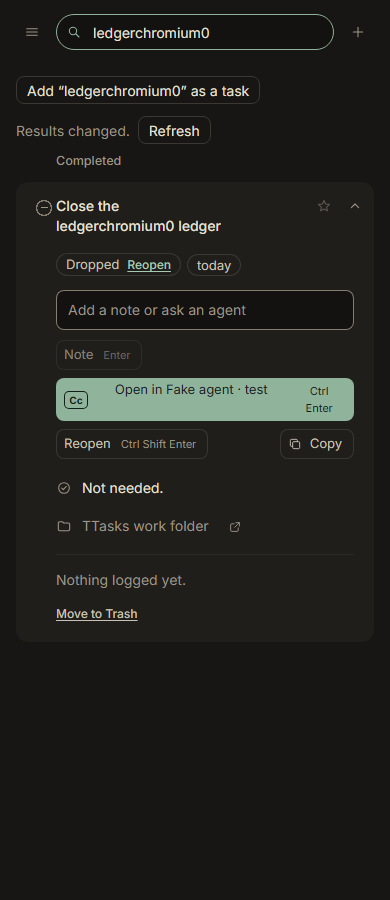 ledgerchromium0
Add “ledgerchromium0” as a task
Results changed. Refresh
Completed
Close the
ledgerchromium0 ledger
Dropped Reopen today
Add a note or ask an agent
Note Enter
Cc Open in Fake agent · test Ctrl
Enter
Reopen Ctrl Shift Enter Copy
Not needed.
TTasks work folder
Nothing logged yet.
Move to Trash